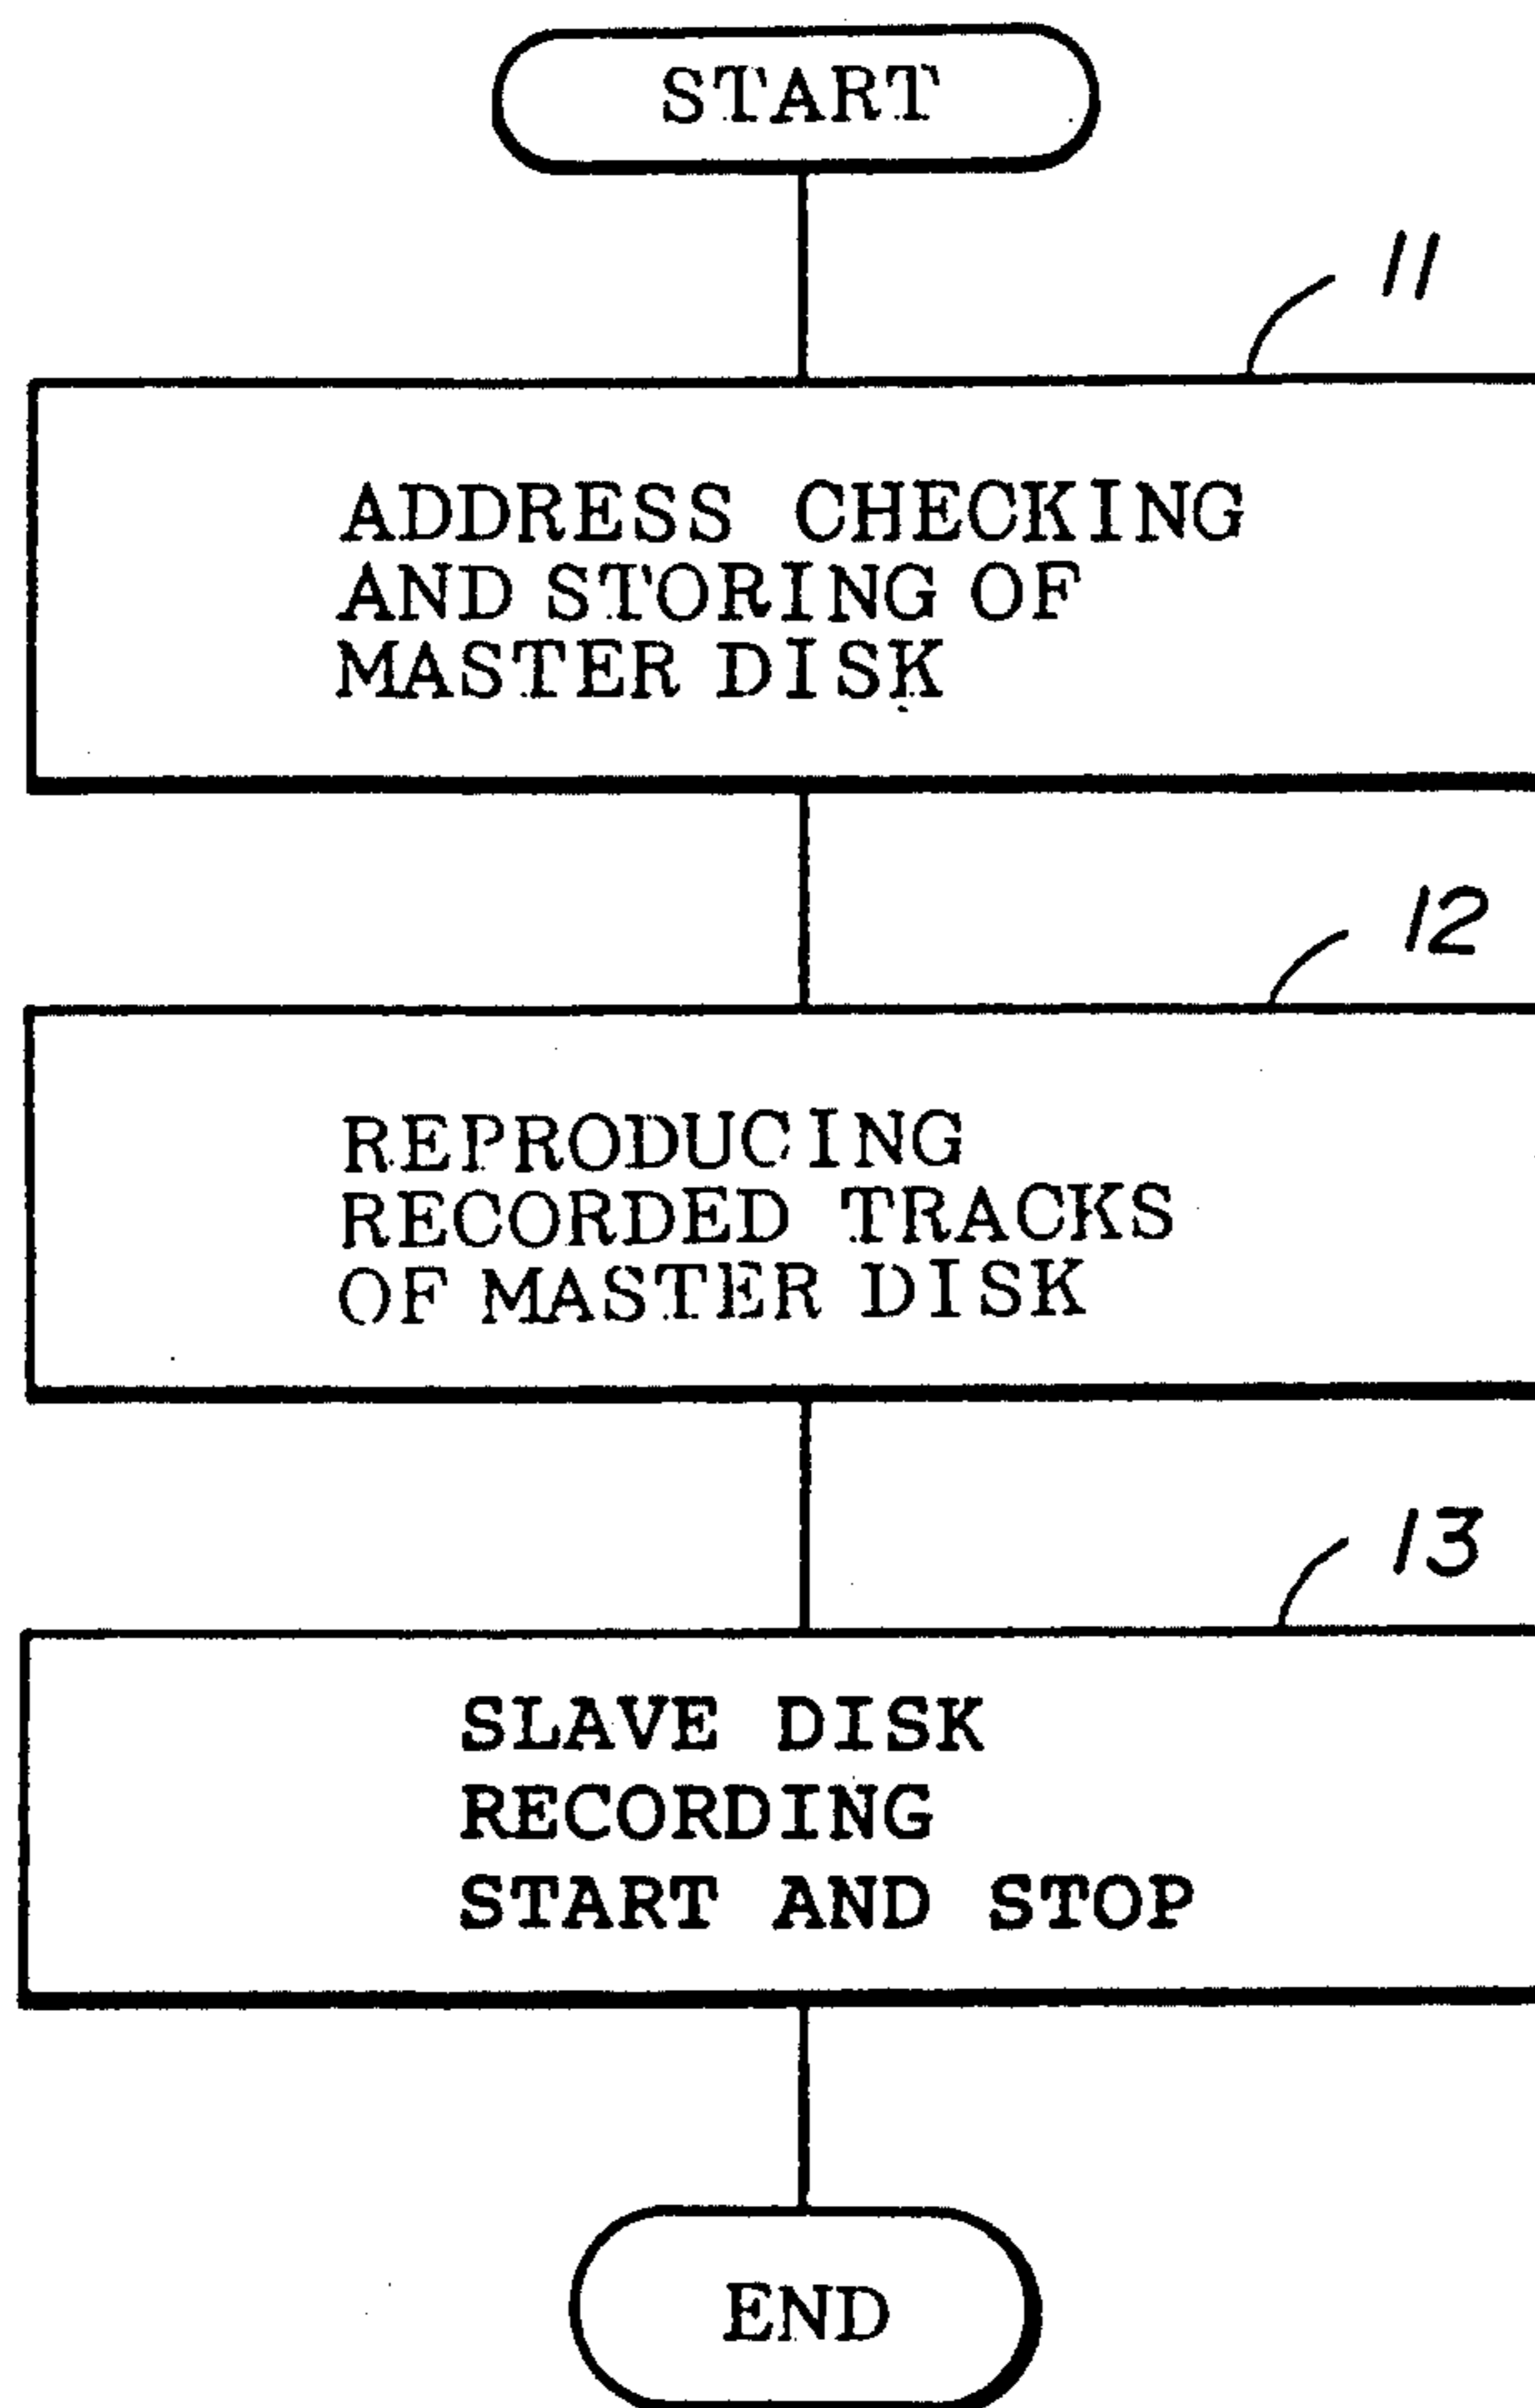 START
11
ADDRESS CHECKING
AND STORING OF
MASTER DISK
12
REPRODUCING
RECORDED TRACKS
OF MASTER DISK
13
SLAVE DISK
RECORDING
START AND STOP
END